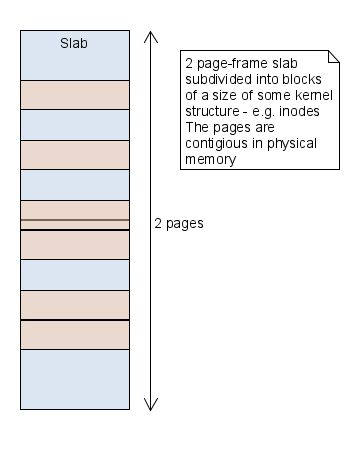 Slab
2 page-frame slab
subdivided into blocks
of a size of some kernel
structure - e.g. inodes
The pages are
contigious in physical
memory
2 pages